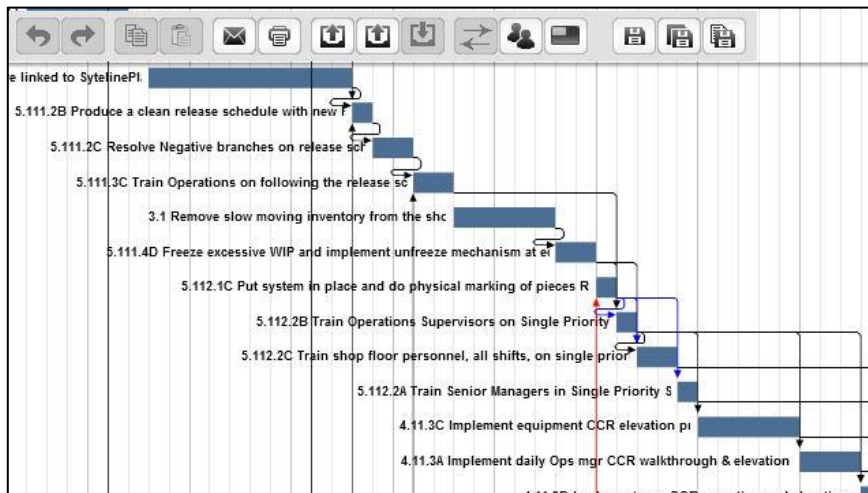 e linked to SytelinePl
5.111.2B Produce a clean release schedule with new
5.111.2C Resolve Negative branches on release sch
5.111.3C Train Operations on following the release sc
3.1 Remove slow moving inventory from the sho
5.111.4D Freeze excessive WIP and implement unfreeze mechanism at
5.112.1C Put system in place and do physical marking of pieces R
5.112.2B Train Operations Supervisors on Single Priority
5.112.2C Train shop floor personnel, all shifts, on single prior
5.112.2A Train Senior Managers in Single Priority S
4.11.3C Implement equipment CCR elevation
4.11.3A Implement daily Ops mgr CCR walkthrough & elevation